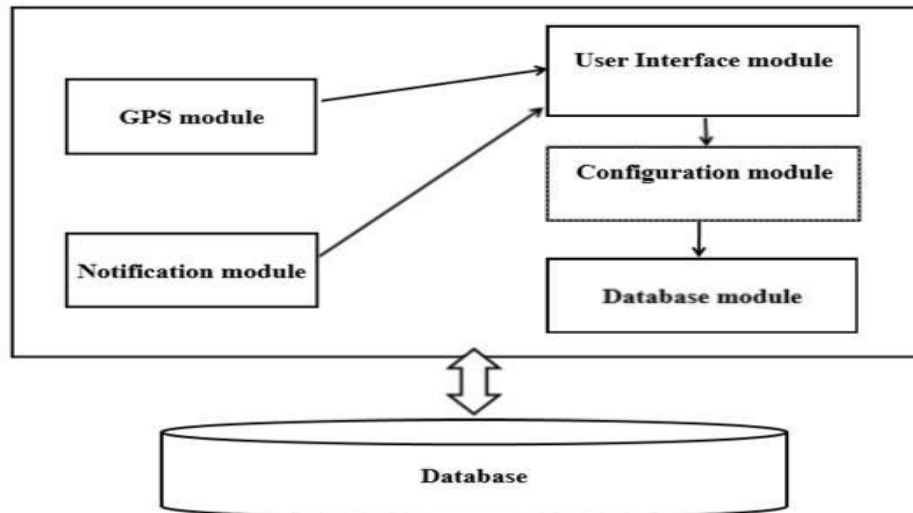 User Interface module
GPS module
Configuration module
Notification module
Database module
Database